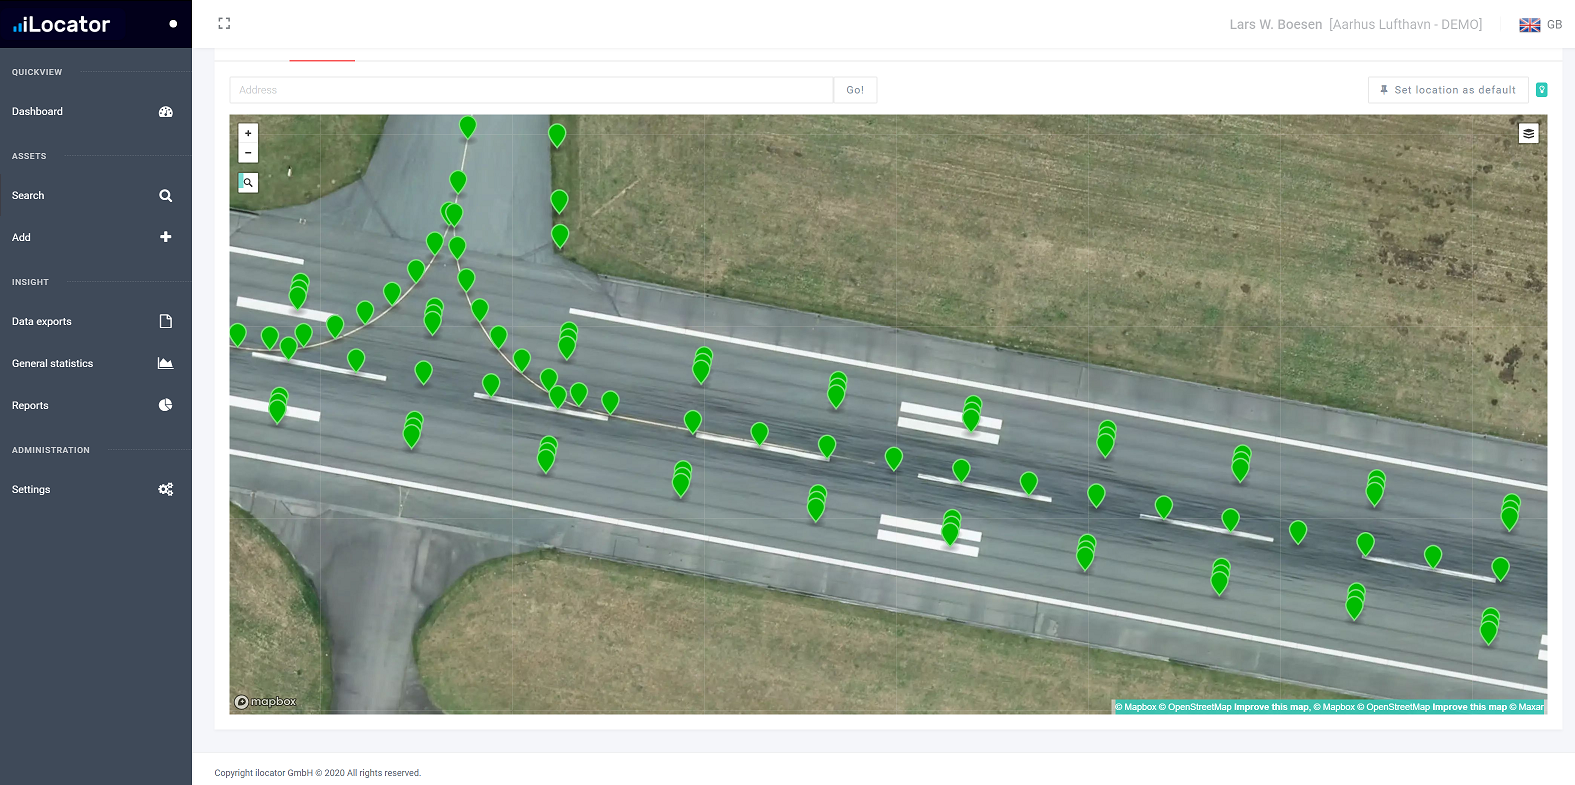 iLocator
Lars W. Boesen [Aarhus Lufthavn - DEMO]
GB
QUICKVIEW
Dashboard
ASSETS
Search
Add
INSIGHT
Data exports
General statistics
Reports
ADMINISTRATION
Settings
Address
Go!
Set location as default
+
−
mapbox
© Mapbox © OpenStreetMap Improve this map, © Mapbox © OpenStreetMap Improve this map © Maxar
Copyright ilocator GmbH © 2020 All rights reserved.